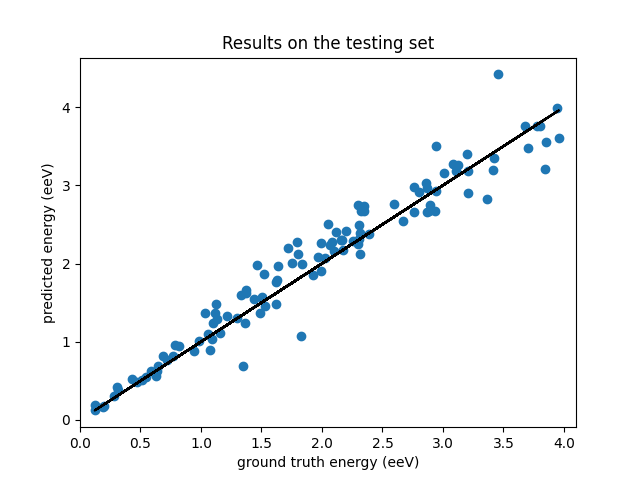 Results on the testing set
predicted energy (eeV)
4
3
2
1
0
0.0 0.5 1.0 1.5 2.0 2.5 3.0 3.5 4.0
ground truth energy (eeV)